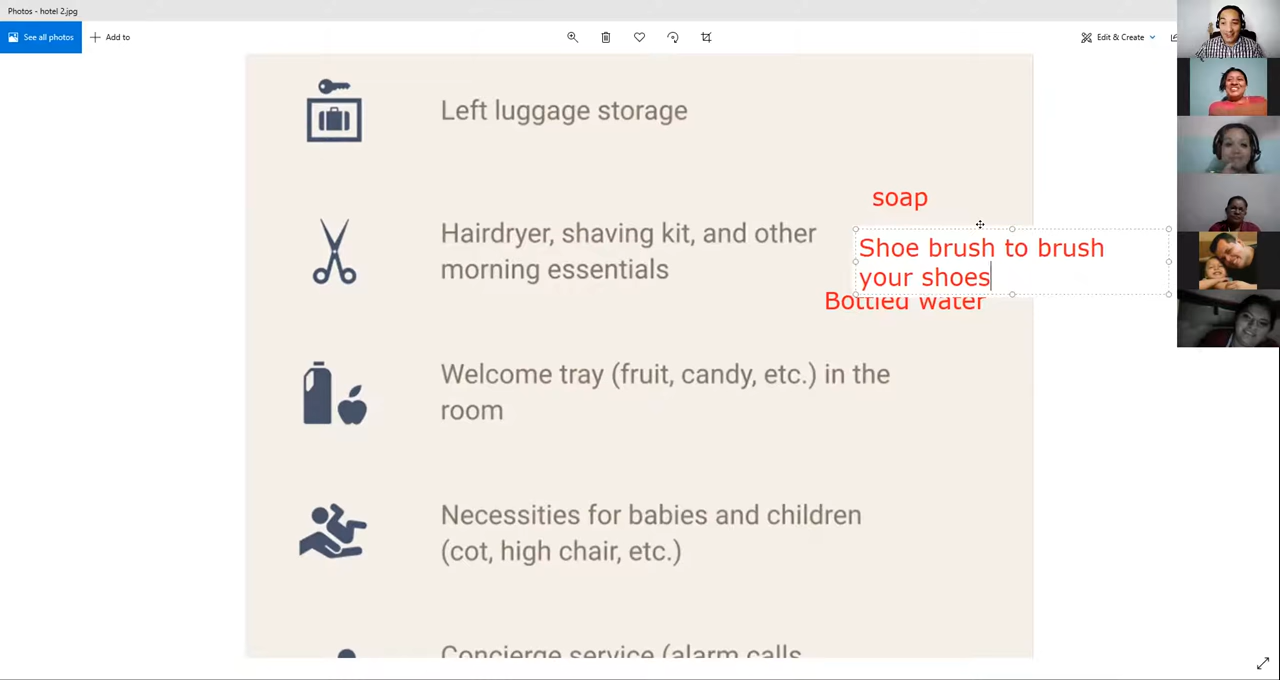 Photos - hotel 2.jpg
See all photos
Add to
Edit & Create
Left luggage storage
soap
Hairdryer, shaving kit, and other
morning essentials
Shoe brush to brush
your shoes
Bottled water
Welcome tray (fruit, candy, etc.) in the
room
Necessities for babies and children
(cot, high chair, etc.)
Concierge service (alarm calls